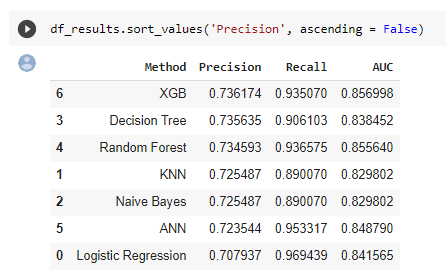 df_results.sort_values('Precision', ascending = False)
Method Precision Recall AUC
6 XGB 0.736174 0.935070 0.856998
3 Decision Tree 0.735635 0.906103 0.838452
4 Random Forest 0.734593 0.936575 0.855640
1 KNN 0.725487 0.890070 0.829802
2 Naive Bayes 0.725487 0.890070 0.829802
5 ANN 0.723544 0.953317 0.848790
0 Logistic Regression 0.707937 0.969439 0.841565